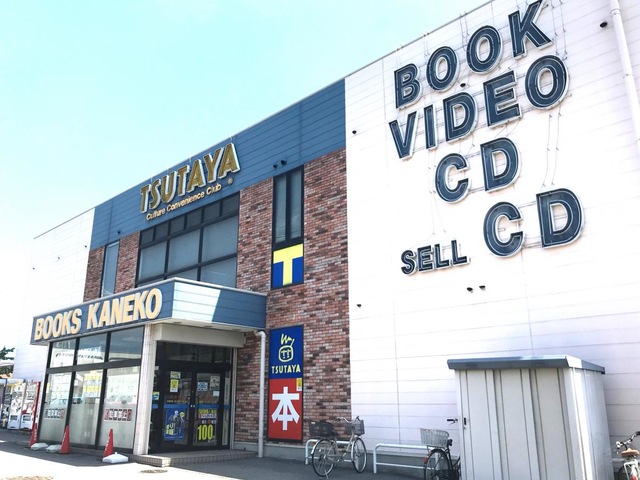 TSUTAYA
Culture Convenience Club
BOOKS KANEKO
BOOK
VIDEO
CD
SELL CD
T
TSUTAYA
本
100